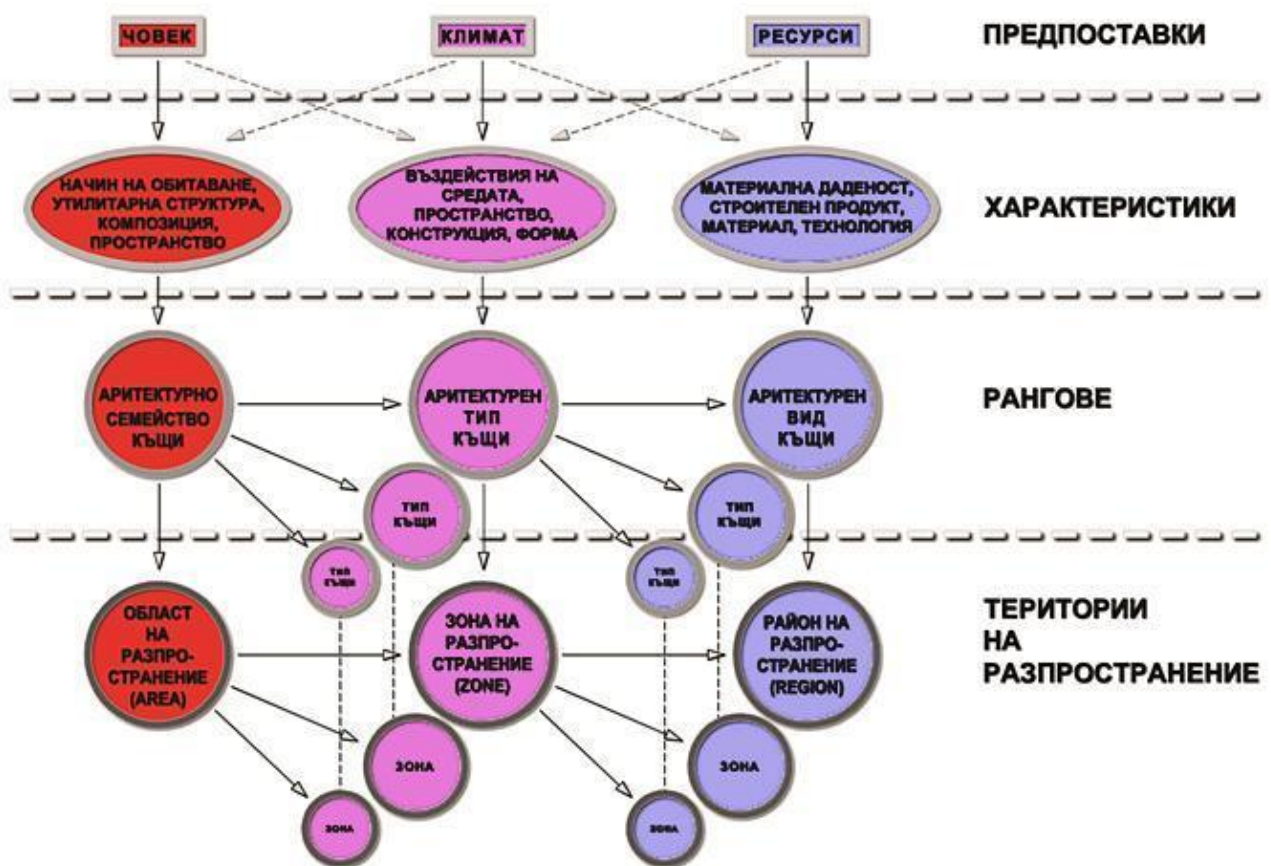 ЧОВЕК
КЛИМАТ
РЕСУРСИ
ПРЕДПОСТАВКИ
НАЧИН НА ОБИТАВАНЕ,
УТИЛИТАРНА СТРУКТУРА,
КОМПОЗИЦИЯ,
ПРОСТРАНСТВО
ВЪЗДЕЙСТВИЯ НА
СРЕДАТА,
ПРОСТРАНСТВО,
КОНСТРУКЦИЯ, ФОРМА
МАТЕРИАЛНА ДАДЕНОСТ,
СТРОИТЕЛЕН ПРОДУКТ,
МАТЕРИАЛ, ТЕХНОЛОГИЯ
ХАРАКТЕРИСТИКИ
АРИТЕКТУРНО
СЕМЕЙСТВО
КЪЩИ
АРИТЕКТУРЕН
ТИП
КЪЩИ
АРИТЕКТУРЕН
ВИД
КЪЩИ
РАНГОВЕ
ТИП
КЪЩИ
ТИП
КЪЩИ
ТИП
КЪЩИ
ТИП
КЪЩИ
ОБЛАСТ
НА
РАЗПРО-
СТРАНЕНИЕ
(AREA)
ЗОНА НА
РАЗПРО-
СТРАНЕНИЕ
(ZONE)
РАЙОН НА
РАЗПРО-
СТРАНЕНИЕ
(REGION)
ТЕРИТОРИИ
НА
РАЗПРОСТРАНЕНИЕ
ЗОНА
ЗОНА
ЗОНА
ЗОНА